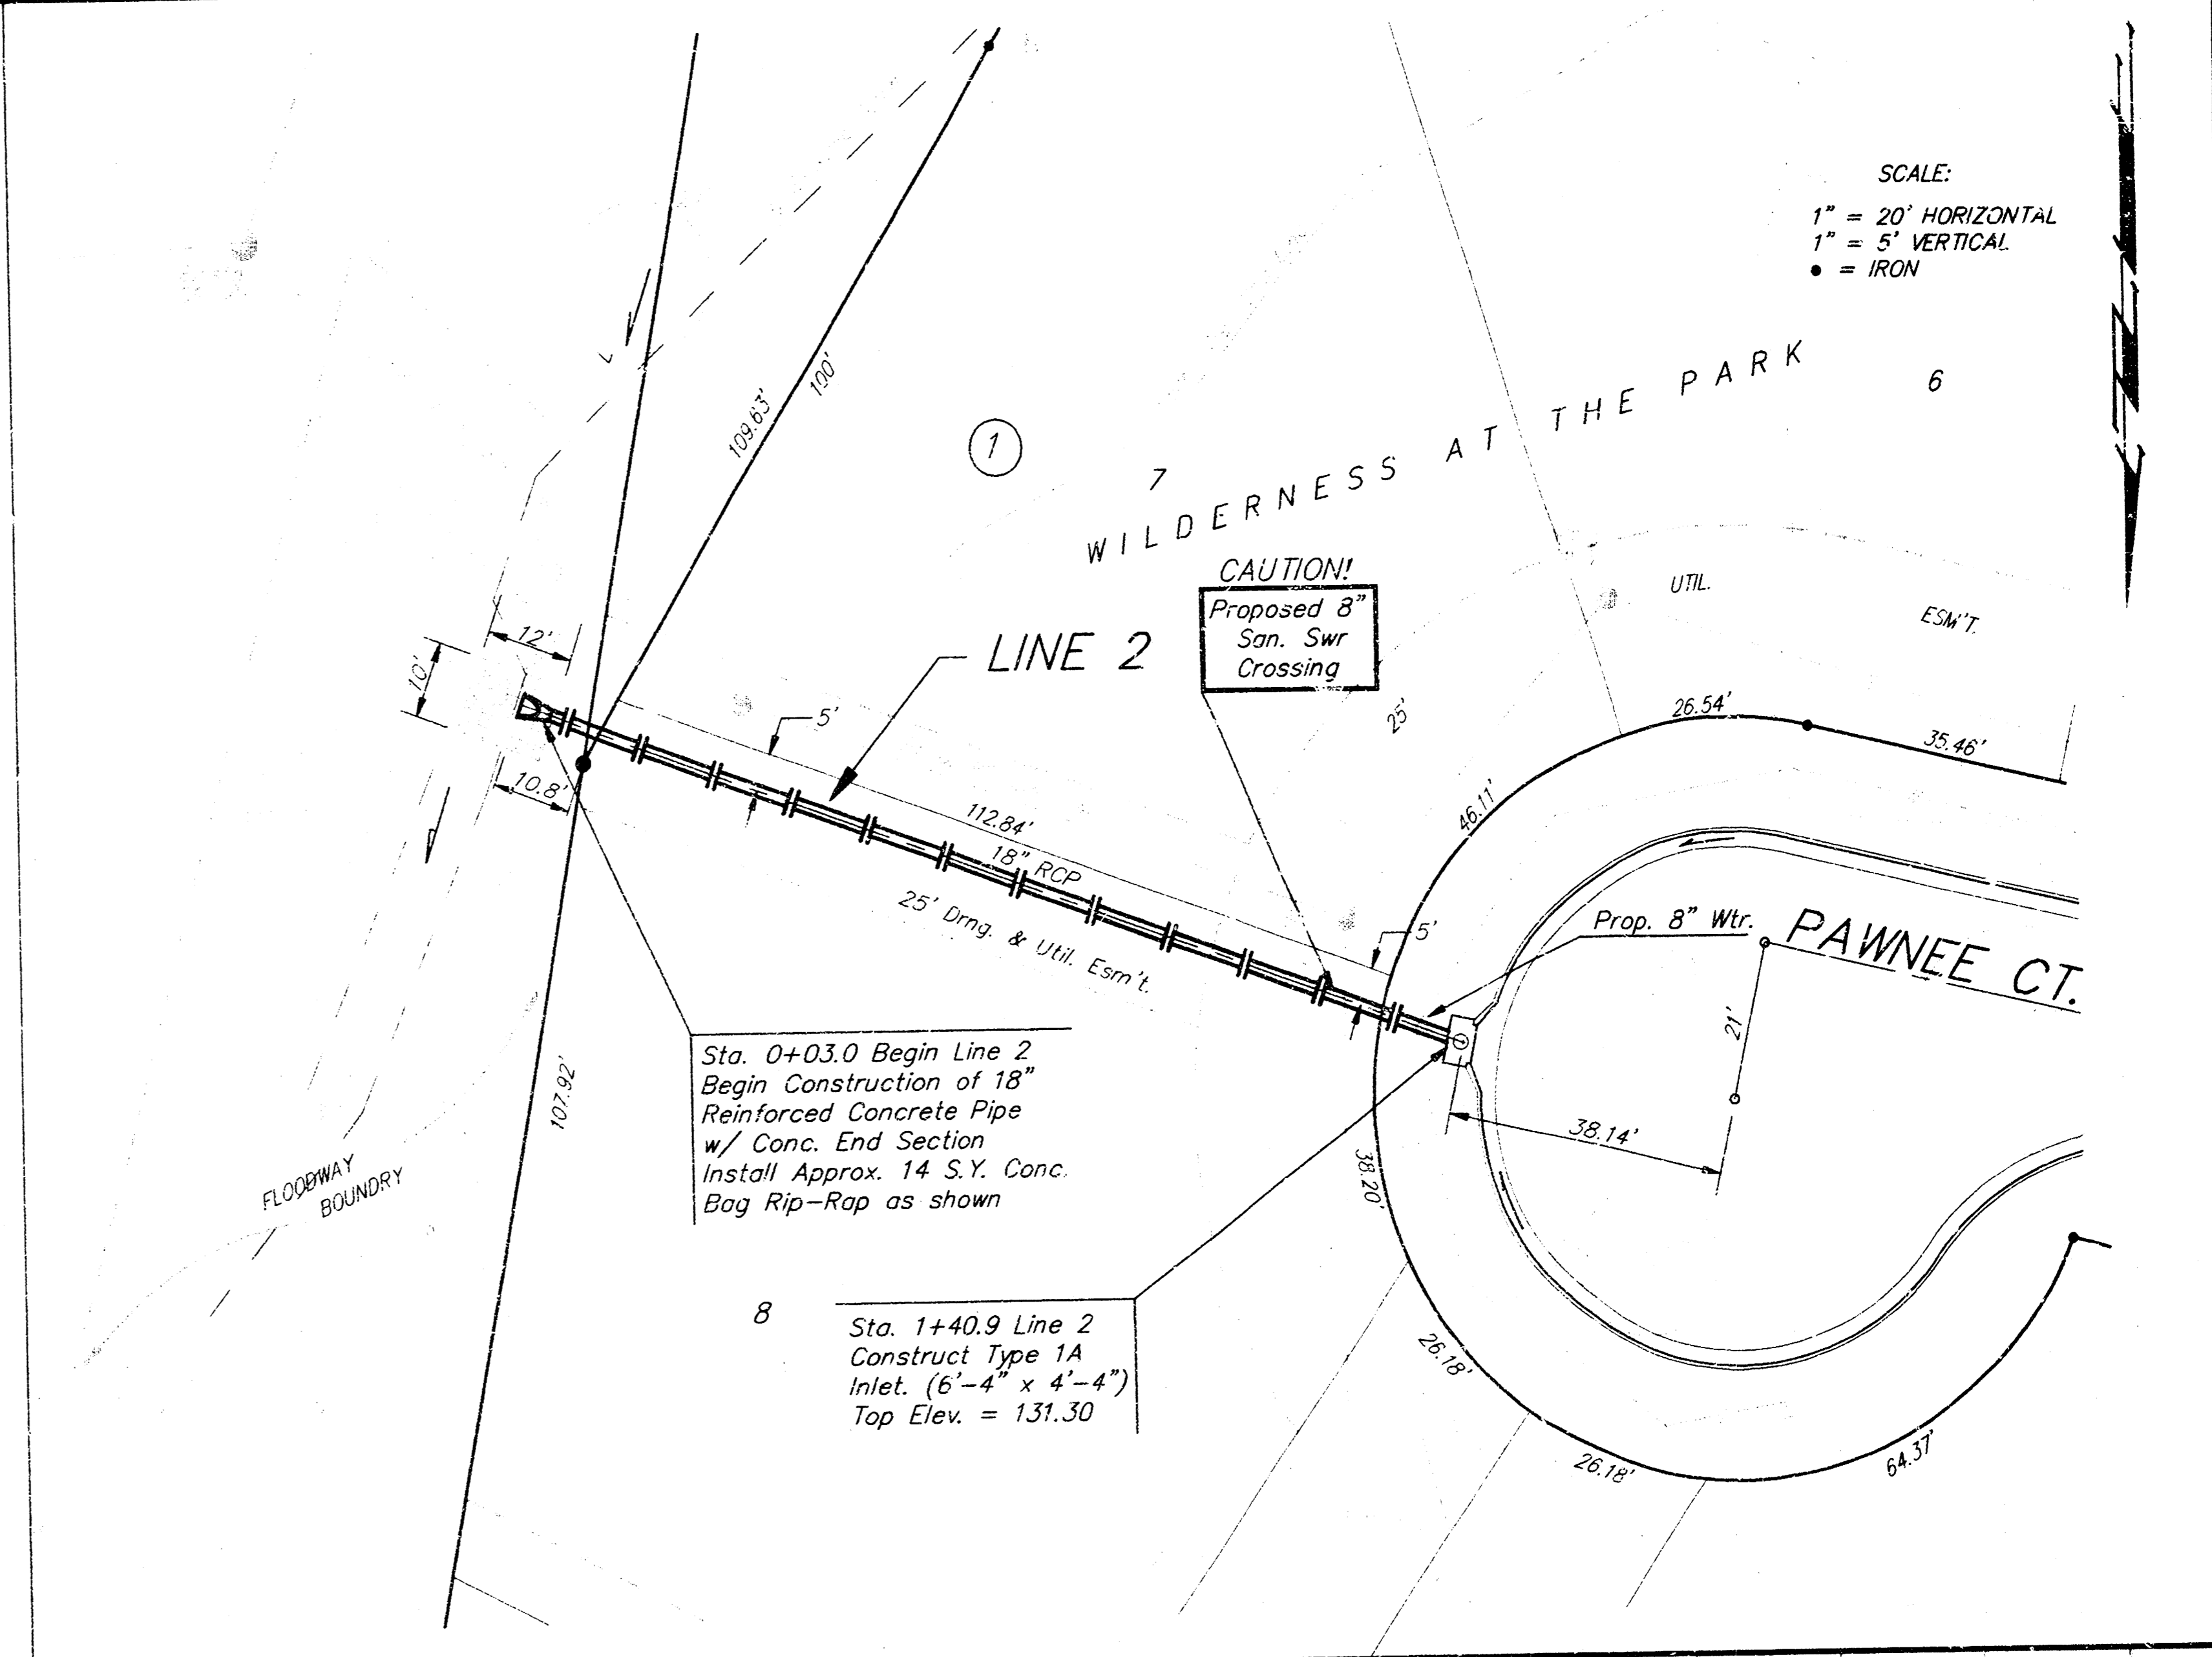 SCALE:
1" = 20' HORIZONTAL
1" = 5' VERTICAL
● = IRON
6
109.63'
100'
1
7
WILDERNESS AT THE PARK
CAUTION!
Proposed 8"
San. Swr
Crossing
UTIL.
ESM'T.
LINE 2
12'
10'
10.8'
5'
25'
26.54'
35.46'
46.11'
112.84'
18" RCP
25' Drng. & Util. Esm't.
5'
Prop. 8" Wtr.
PAWNEE CT.
21'
38.14'
38.20'
Sta. 0+03.0 Begin Line 2
Begin Construction of 18"
Reinforced Concrete Pipe
w/ Conc. End Section
Install Approx. 14 S.Y. Conc.
Bag Rip-Rap as shown
107.92'
FLOODWAY
BOUNDRY
8
Sta. 1+40.9 Line 2
Construct Type 1A
Inlet. (6'-4" x 4'-4")
Top Elev. = 131.30
26.18'
26.18'
64.37'